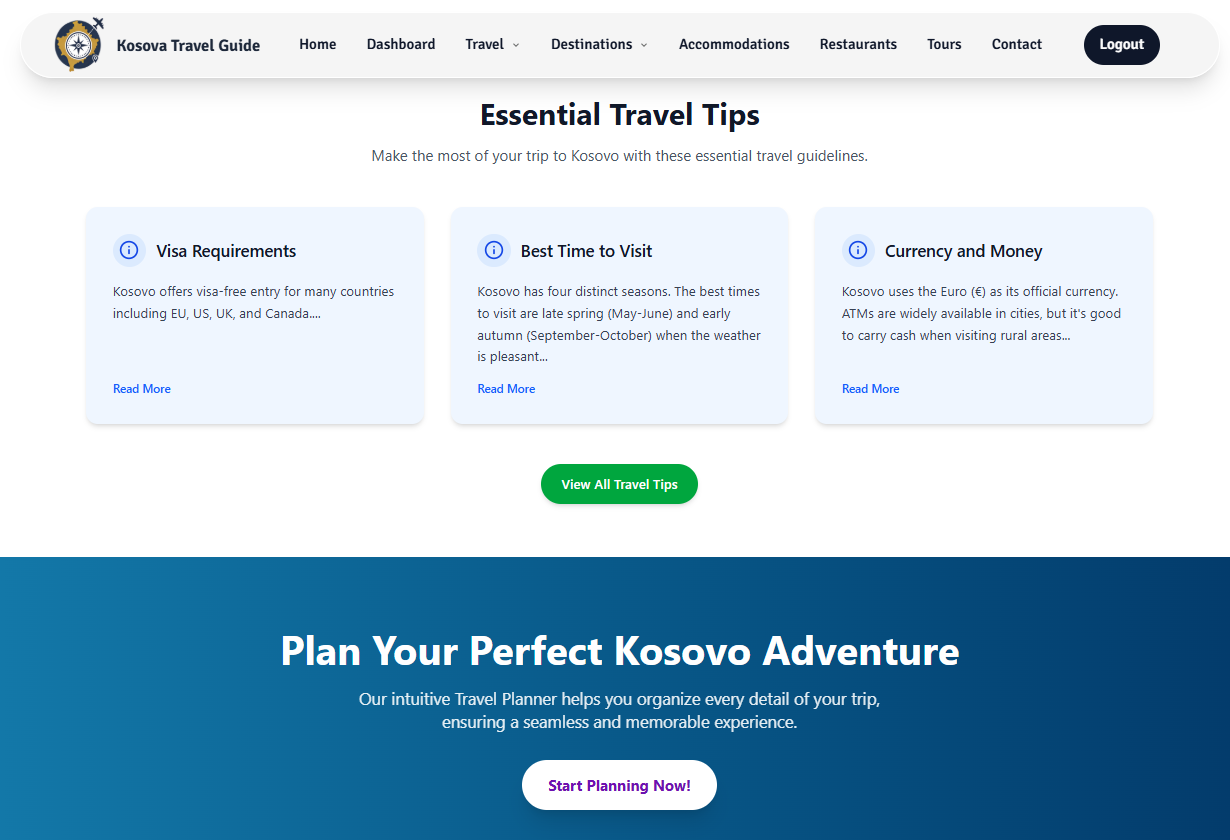 Kosova Travel Guide
Home
Dashboard
Travel
Destinations
Accommodations
Restaurants
Tours
Contact
Logout
Essential Travel Tips
Make the most of your trip to Kosovo with these essential travel guidelines.
Visa Requirements
Kosovo offers visa-free entry for many countries
including EU, US, UK, and Canada....
Read More
Best Time to Visit
Kosovo has four distinct seasons. The best times
to visit are late spring (May-June) and early
autumn (September-October) when the weather
is pleasant...
Read More
Currency and Money
Kosovo uses the Euro (€) as its official currency.
ATMs are widely available in cities, but it's good
to carry cash when visiting rural areas...
Read More
View All Travel Tips
Plan Your Perfect Kosovo Adventure
Our intuitive Travel Planner helps you organize every detail of your trip,
ensuring a seamless and memorable experience.
Start Planning Now!